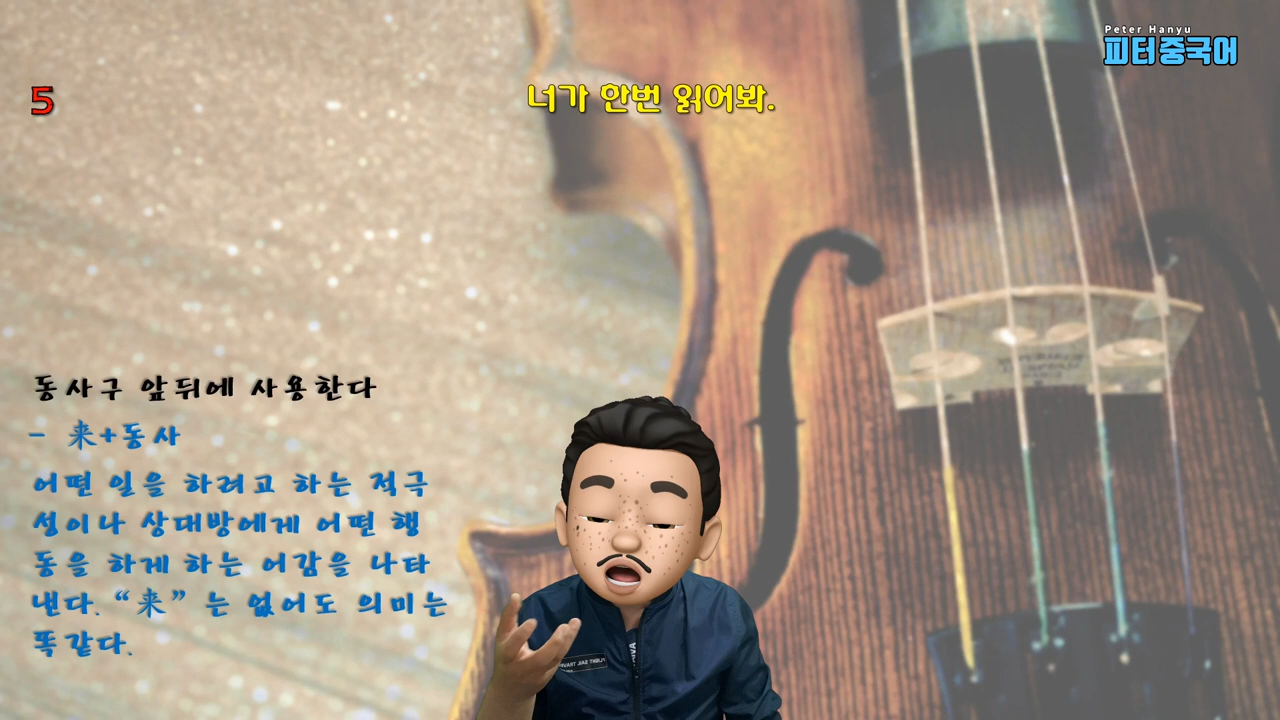 Peter Hanyu
피터중국어
5
너가 한번 읽어봐.
동사구 앞뒤에 사용한다
- 来+동사
어떤 일을 하려고 하는 적극
성이나 상대방에게 어떤 행
동을 하게 하는 어감을 나타
낸다. “来” 는 없어도 의미는
똑같다.